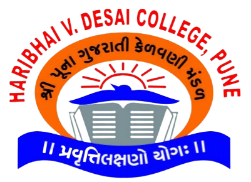 HARIBHAI V. DESAI COLLEGE, PUNE
શ્રી પૂના ગુજરાતી કેળવણી મંડળ
॥ પ્રવૃત્તિલક્ષણો યોગઃ ॥